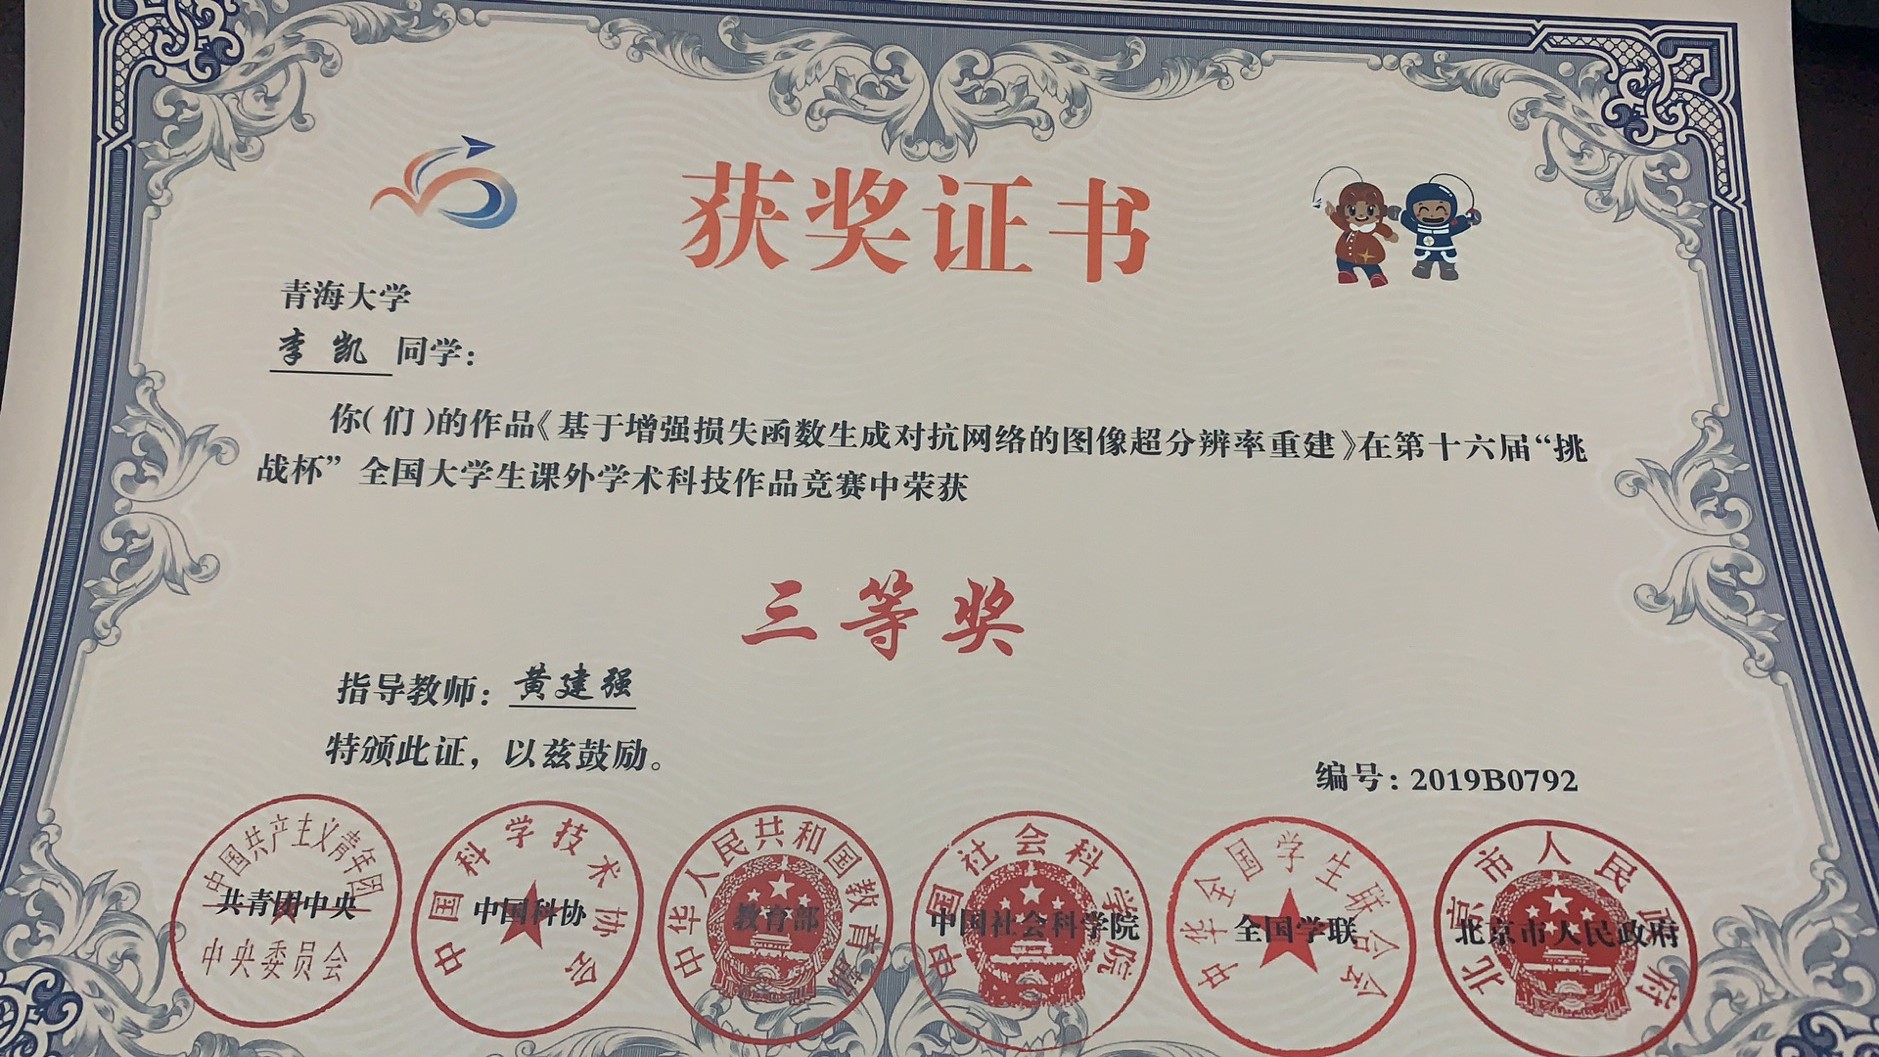 获奖证书
青海大学
李凯 同学：
你(们)的作品《基于增强损失函数生成对抗网络的图像超分辨率重建》在第十六届“挑
战杯”全国大学生课外学术科技作品竞赛中荣获
三等奖
指导教师：黄建强
特颁此证，以兹鼓励。
编号：2019B0792
中国共产主义青年团
共青团中央
中央委员会
中国科学技术协会
中国科协
中华人民共和国教育部
教育部
中国社会科学院
中国社会科学院
中华全国学生联合会
全国学联
北京市人民政府
北京市人民政府